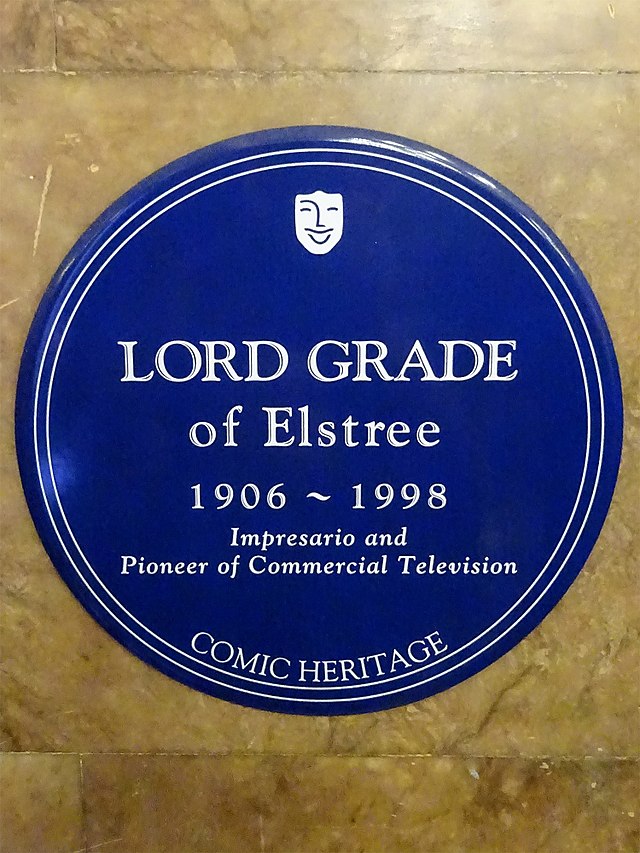 LORD GRADE
of Elstree
1906 ~ 1998
Impresario and
Pioneer of Commercial Television
COMIC HERITAGE